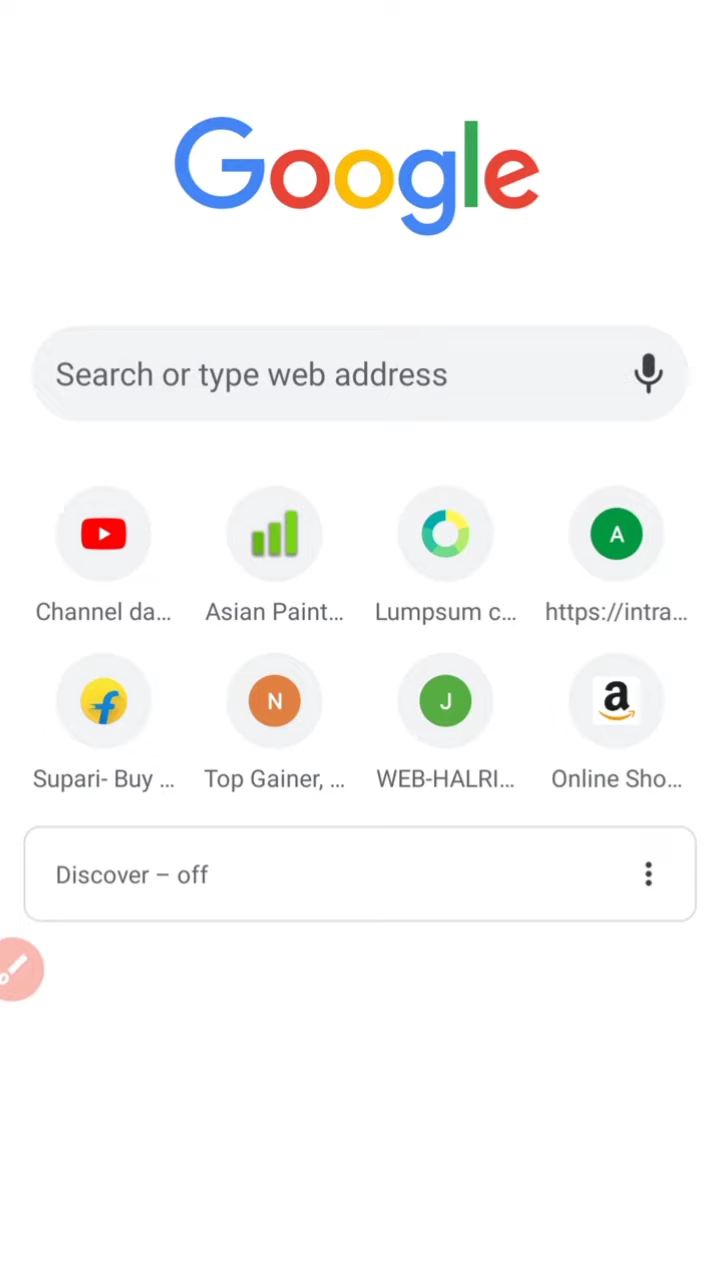 Google
Search or type web address
Channel da...
Asian Paint...
Lumpsum c...
A
https://intra...
Supari- Buy ...
N
Top Gainer, ...
J
WEB-HALRI...
a
Online Sho...
Discover – off